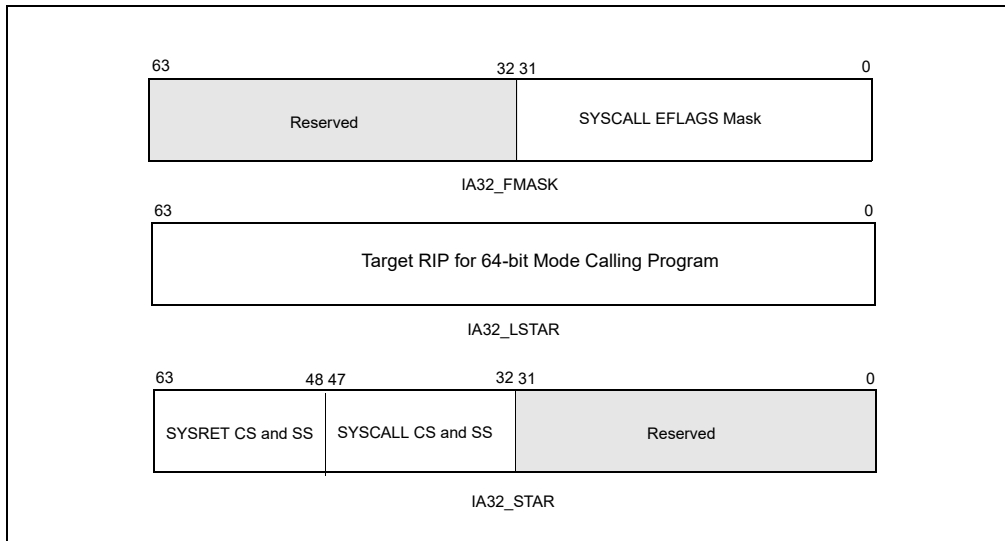 63 32 31 0
Reserved SYSCALL EFLAGS Mask
IA32_FMASK
63 0
Target RIP for 64-bit Mode Calling Program
IA32_LSTAR
63 48 47 32 31 0
SYSRET CS and SS SYSCALL CS and SS Reserved
IA32_STAR